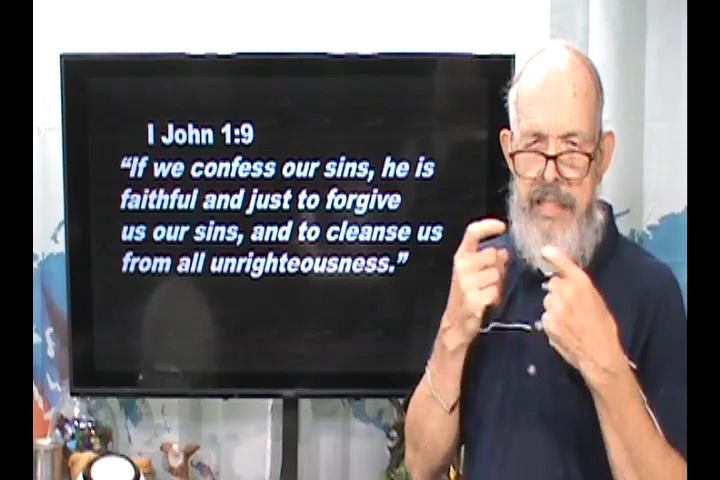 I John 1:9
“If we confess our sins, he is
faithful and just to forgive
us our sins, and to cleanse us
from all unrighteousness.”